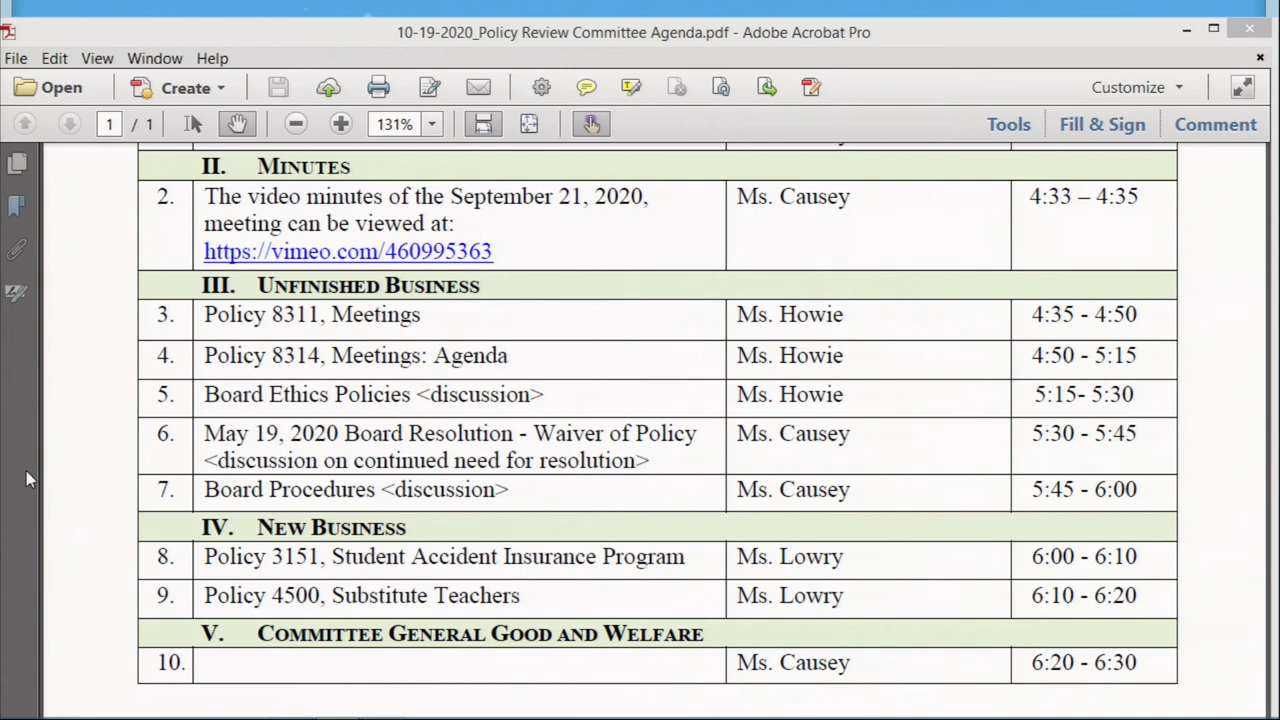 10-19-2020_Policy Review Committee Agenda.pdf - Adobe Acrobat Pro
File Edit View Window Help
Open Create Customize
1 / 1 131% Tools Fill & Sign Comment
II. MINUTES
2. The video minutes of the September 21, 2020, Ms. Causey 4:33 – 4:35
meeting can be viewed at:
https://vimeo.com/460995363
III. UNFINISHED BUSINESS
3. Policy 8311, Meetings Ms. Howie 4:35 - 4:50
4. Policy 8314, Meetings: Agenda Ms. Howie 4:50 - 5:15
5. Board Ethics Policies <discussion> Ms. Howie 5:15- 5:30
6. May 19, 2020 Board Resolution - Waiver of Policy Ms. Causey 5:30 - 5:45
<discussion on continued need for resolution>
7. Board Procedures <discussion> Ms. Causey 5:45 - 6:00
IV. NEW BUSINESS
8. Policy 3151, Student Accident Insurance Program Ms. Lowry 6:00 - 6:10
9. Policy 4500, Substitute Teachers Ms. Lowry 6:10 - 6:20
V. COMMITTEE GENERAL GOOD AND WELFARE
10. Ms. Causey 6:20 - 6:30